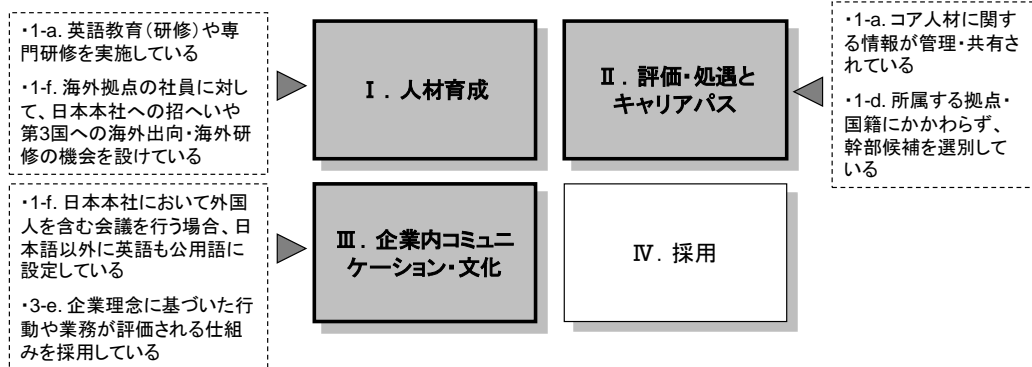 ・1-a. 英語教育（研修）や専
門研修を実施している
・1-f. 海外拠点の社員に対し
て、日本本社への招へいや
第3国への海外出向・海外研
修の機会を設けている
Ⅰ．人材育成
Ⅱ．評価・処遇と
キャリアパス
・1-a. コア人材に関す
る情報が管理・共有さ
れている
・1-d. 所属する拠点・
国籍にかかわらず、
幹部候補を選別して
いる
・1-f. 日本本社において外国
人を含む会議を行う場合、日
本語以外に英語も公用語に
設定している
・3-e. 企業理念に基づいた行
動や業務が評価される仕組
みを採用している
Ⅲ．企業内コミュニ
ケーション・文化
Ⅳ．採用